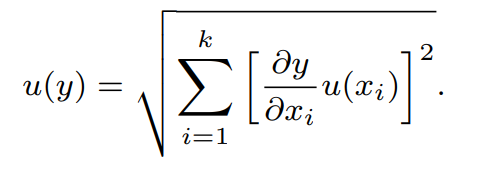 u(y) = \sqrt{\sum_{i=1}^{k} \left[ \frac{\partial y}{\partial x_i} u(x_i) \right]^2}.